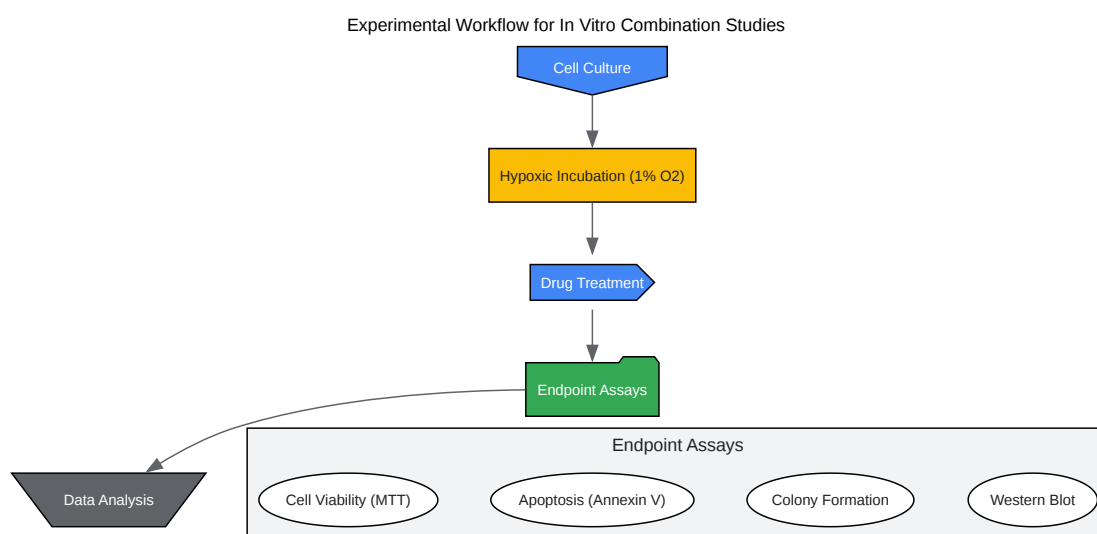 Experimental Workflow for In Vitro Combination Studies
Cell Culture
Hypoxic Incubation (1% O2)
Drug Treatment
Endpoint Assays
Endpoint Assays
Data Analysis
Cell Viability (MTT)
Apoptosis (Annexin V)
Colony Formation
Western Blot